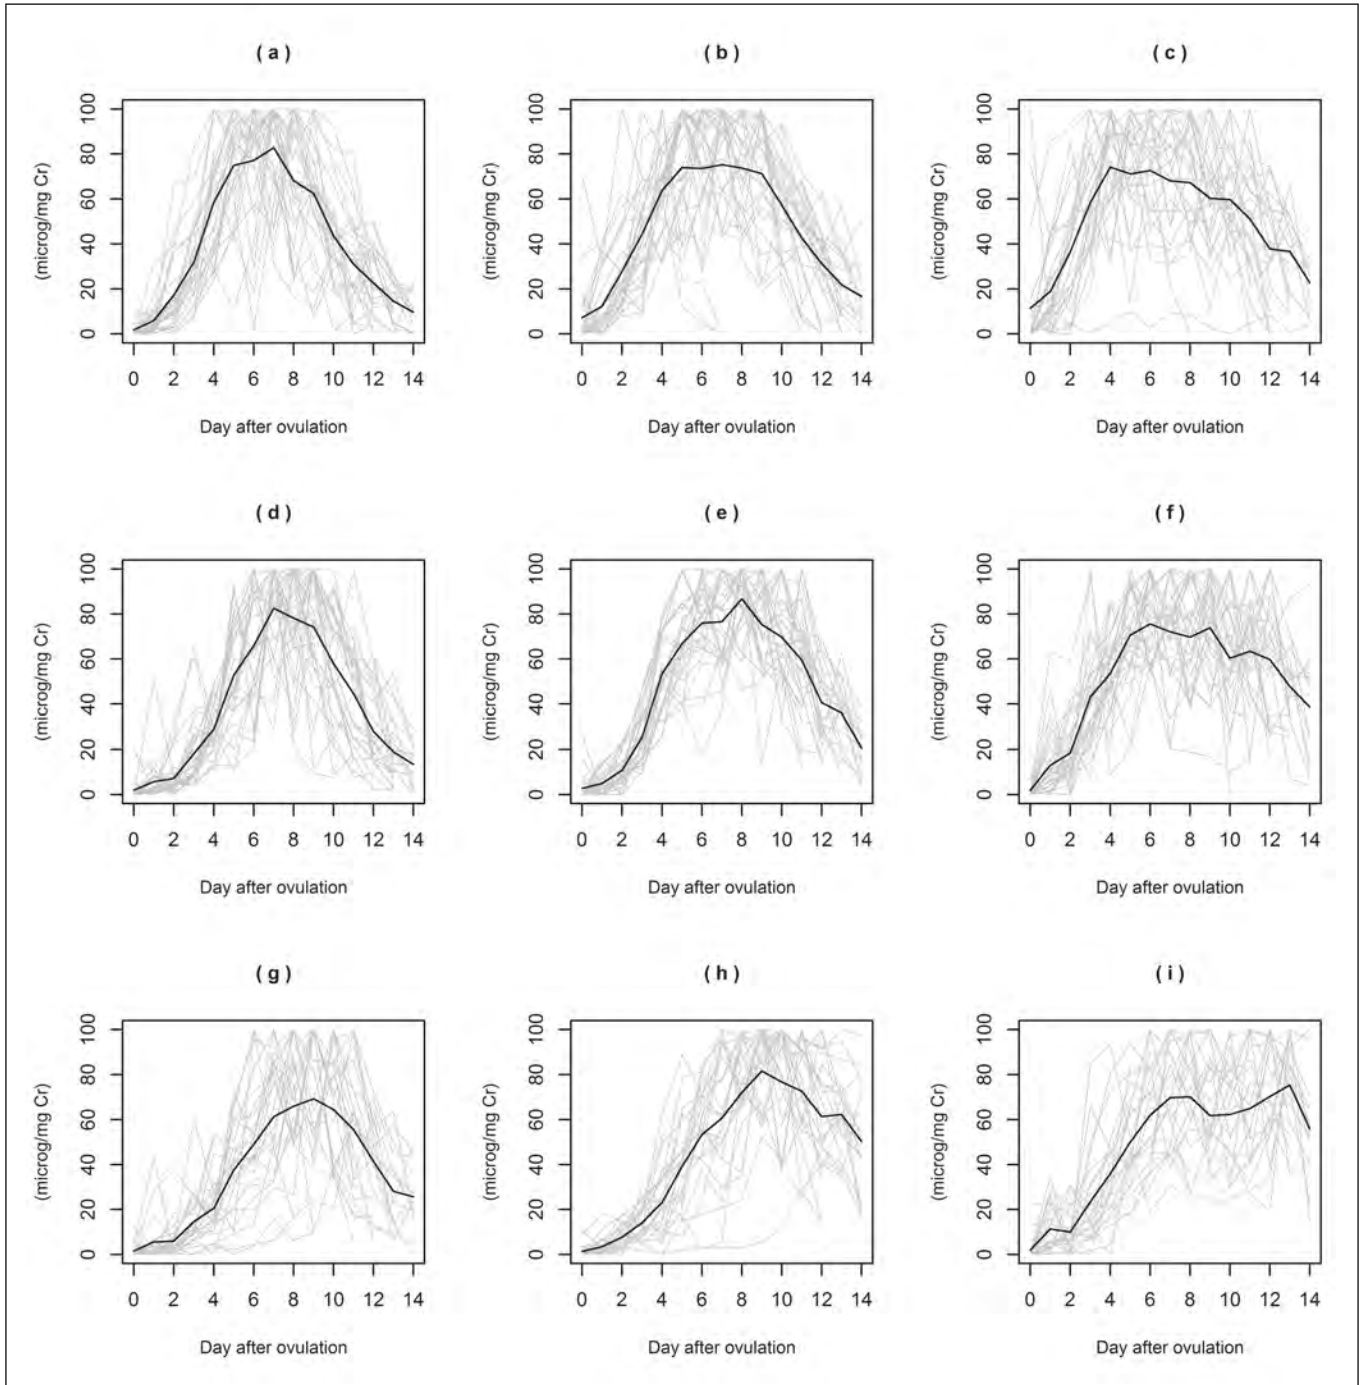 ( a )
( b )
( c )
(microg/mg Cr)
0 20 40 60 80 100
0 2 4 6 8 10 12 14
Day after ovulation
(microg/mg Cr)
0 20 40 60 80 100
0 2 4 6 8 10 12 14
Day after ovulation
(microg/mg Cr)
0 20 40 60 80 100
0 2 4 6 8 10 12 14
Day after ovulation
( d )
( e )
( f )
(microg/mg Cr)
0 20 40 60 80 100
0 2 4 6 8 10 12 14
Day after ovulation
(microg/mg Cr)
0 20 40 60 80 100
0 2 4 6 8 10 12 14
Day after ovulation
(microg/mg Cr)
0 20 40 60 80 100
0 2 4 6 8 10 12 14
Day after ovulation
( g )
( h )
( i )
(microg/mg Cr)
0 20 40 60 80 100
0 2 4 6 8 10 12 14
Day after ovulation
(microg/mg Cr)
0 20 40 60 80 100
0 2 4 6 8 10 12 14
Day after ovulation
(microg/mg Cr)
0 20 40 60 80 100
0 2 4 6 8 10 12 14
Day after ovulation